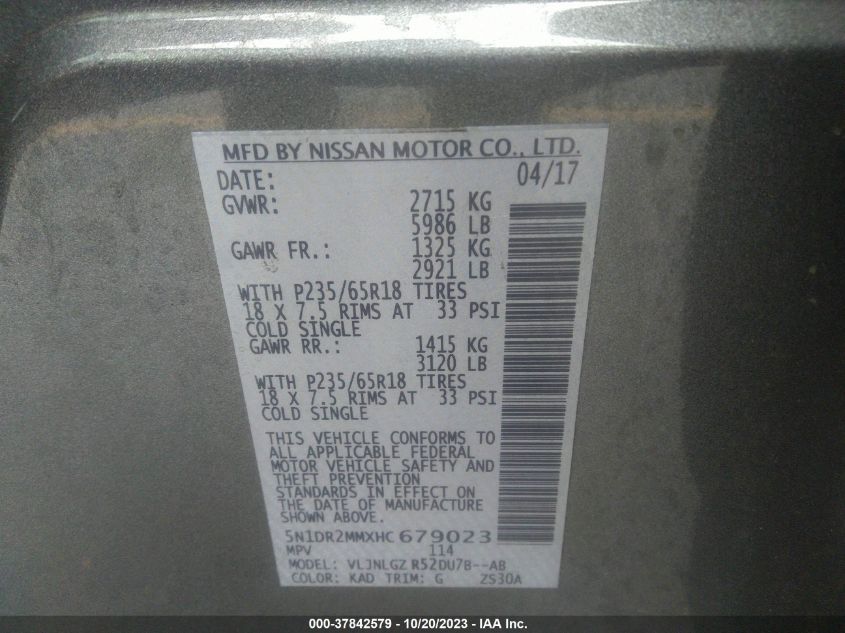 MFD BY NISSAN MOTOR CO., LTD.
DATE: 04/17
GVWR: 2715 KG
5986 LB
GAWR FR.: 1325 KG
2921 LB
WITH P235/65R18 TIRES
18 X 7.5 RIMS AT 33 PSI
COLD SINGLE
GAWR RR.: 1415 KG
3120 LB
WITH P235/65R18 TIRES
18 X 7.5 RIMS AT 33 PSI
COLD SINGLE
THIS VEHICLE CONFORMS TO
ALL APPLICABLE FEDERAL
MOTOR VEHICLE SAFETY AND
THEFT PREVENTION
STANDARDS IN EFFECT ON
THE DATE OF MANUFACTURE
SHOWN ABOVE.
5N1DR2MMXHC679023
MPV 114
MODEL: VLJNLGZ R52DU7B--AB
COLOR: KAD TRIM: G ZS30A
000-37842579 - 10/20/2023 - IAA Inc.